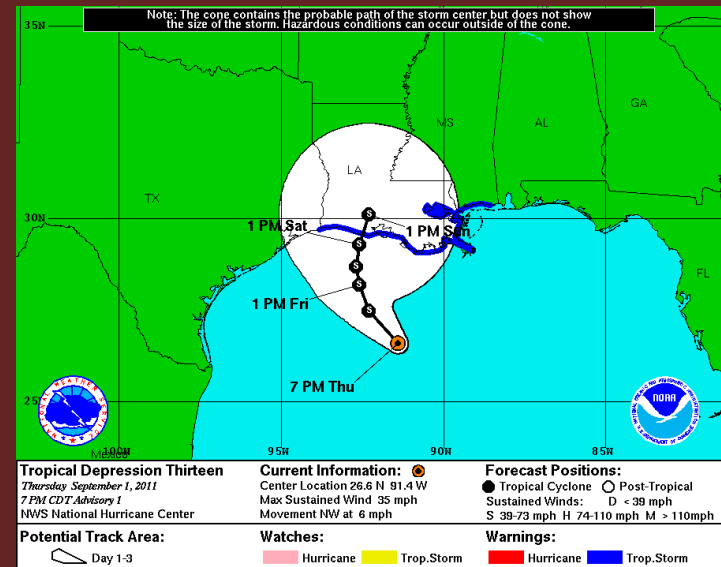 Note: The cone contains the probable path of the storm center but does not show
the size of the storm. Hazardous conditions can occur outside of the cone.
35N
GA
MS
AL
LA
TX
30N
1 PM Sat
1 PM Sun
FL
1 PM Fri
7 PM Thu
25N
NATIONAL WEATHER SERVICE
NOAA
Mexico
100W
95W
90W
85W
Tropical Depression Thirteen
Thursday September 1, 2011
7 PM CDT Advisory 1
NWS National Hurricane Center
Current Information:
Center Location 26.6 N 91.4 W
Max Sustained Wind 35 mph
Movement NW at 6 mph
Forecast Positions:
Tropical Cyclone Post-Tropical
Sustained Winds: D < 39 mph
S 39-73 mph H 74-110 mph M > 110mph
Potential Track Area:
Day 1-3
Watches:
Hurricane Trop.Storm
Warnings:
Hurricane Trop.Storm
S
S
S
S
S